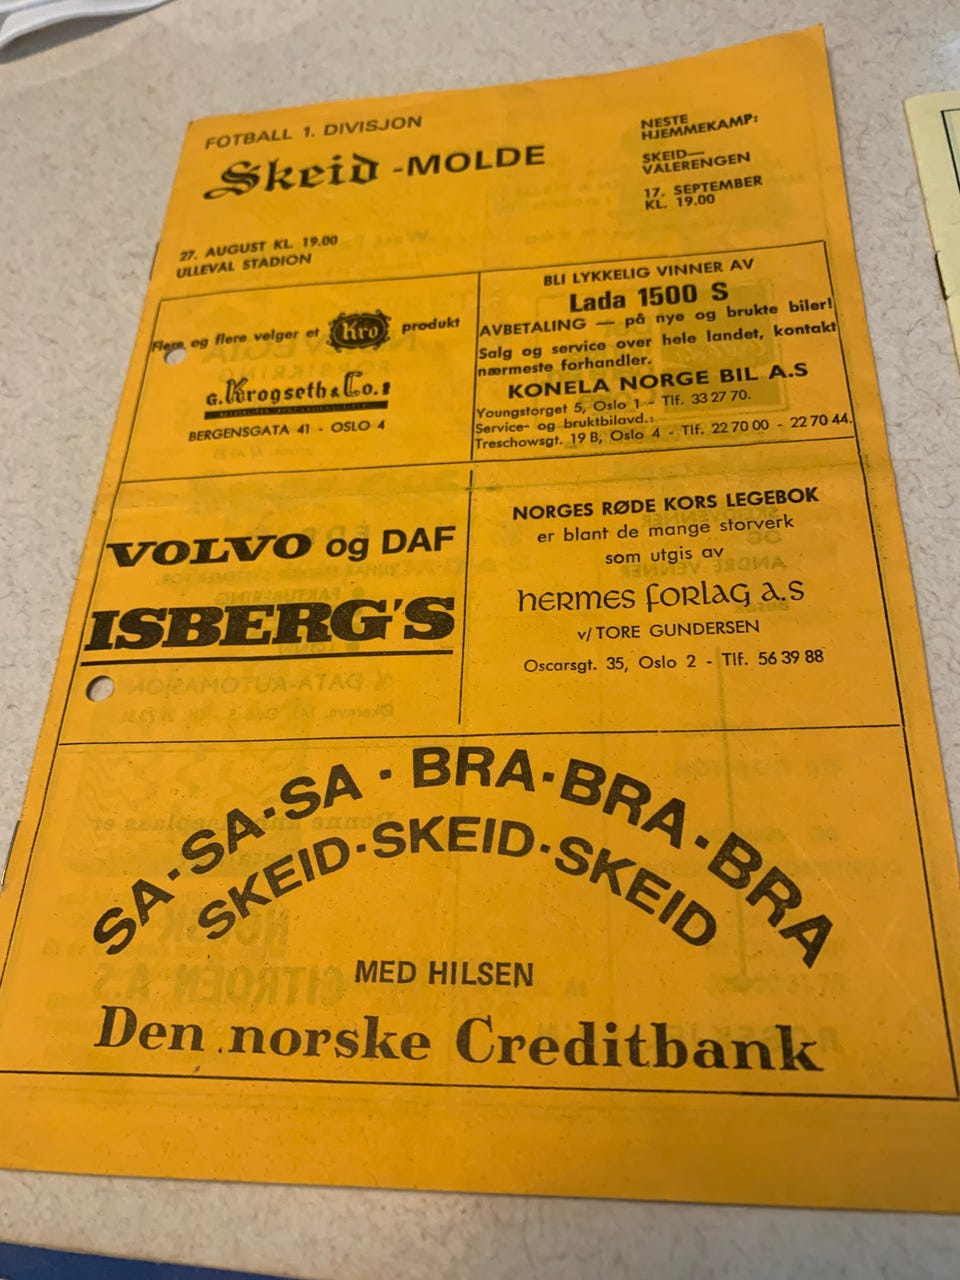 FOTBALL 1. DIVISJON
Skeid -MOLDE
27. AUGUST KL. 19.00
ULLEVAL STADION
NESTE
HJEMMEKAMP:
SKEID—
VALERENGEN
17. SEPTEMBER
KL. 19.00
Flere og flere velger et Kro produkt
G. Krogseth & Co. A/S
BERGENSGATA 41 - OSLO 4
BLI LYKKELIG VINNER AV
Lada 1500 S
AVBETALING — på nye og brukte biler!
Salg og service over hele landet, kontakt
nærmeste forhandler.
KONELA NORGE BIL A.S
Youngstorget 5, Oslo 1 - Tlf. 33 27 70.
Service- og bruktbilavd.:
Treschowsgt. 19 B, Oslo 4 - Tlf. 22 70 00 - 22 70 44.
VOLVO og DAF
ISBERG'S
NORGES RØDE KORS LEGEBOK
er blant de mange storverk
som utgis av
HERMES FORLAG A.S
v/ TORE GUNDERSEN
Oscarsgt. 35, Oslo 2 - Tlf. 56 39 88
SA·SA·SA·SA·BRA·BRA·BRA
SKEID·SKEID·SKEID
MED HILSEN
Den norske Creditbank